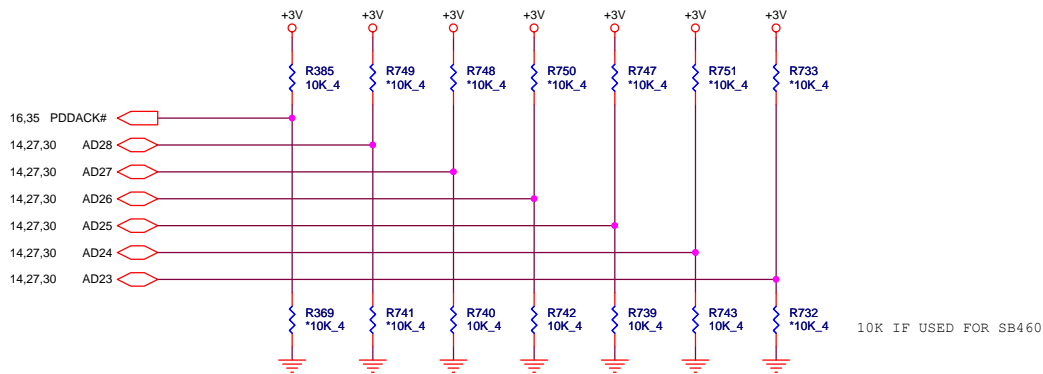 +3V +3V +3V +3V +3V +3V +3V
R385 R749 R748 R750 R747 R751 R733
10K_4 *10K_4 *10K_4 *10K_4 *10K_4 *10K_4 *10K_4
16,35 PDDACK#
14,27,30 AD28
14,27,30 AD27
14,27,30 AD26
14,27,30 AD25
14,27,30 AD24
14,27,30 AD23
R369 R741 R740 R742 R739 R743 R732
*10K_4 *10K_4 10K_4 10K_4 10K_4 10K_4 *10K_4
10K IF USED FOR SB460